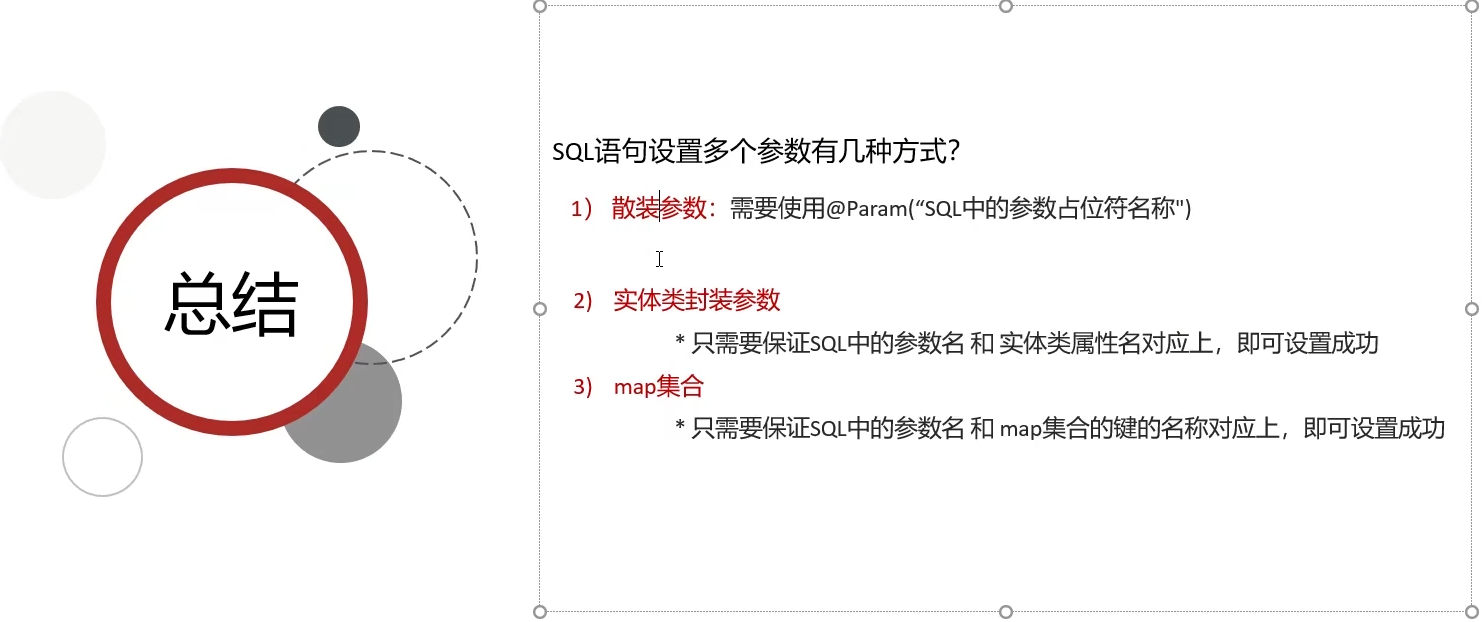 总结
SQL语句设置多个参数有几种方式?
1） 散装参数：需要使用@Param(“SQL中的参数占位符名称")
2） 实体类封装参数
* 只需要保证SQL中的参数名 和 实体类属性名对应上，即可设置成功
3） map集合
* 只需要保证SQL中的参数名 和 map集合的键的名称对应上，即可设置成功